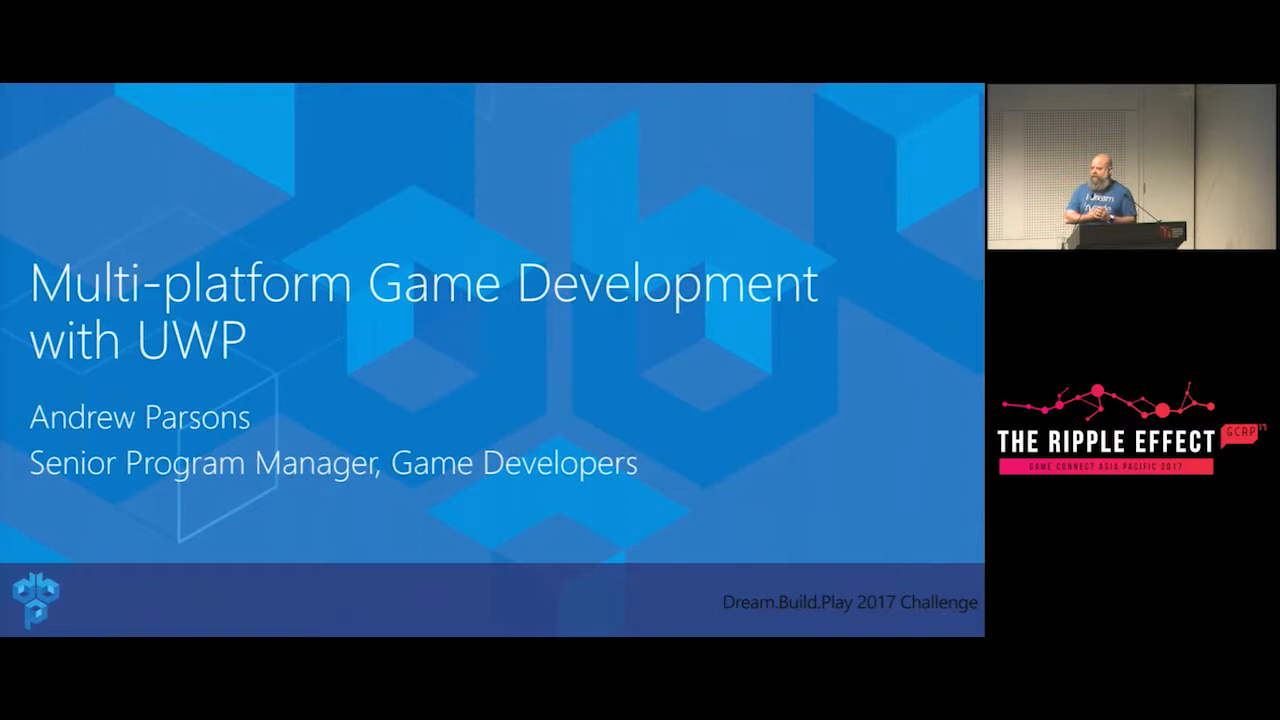 Multi-platform Game Development
with UWP
Andrew Parsons
Senior Program Manager, Game Developers
Dream.Build.Play 2017 Challenge
THE RIPPLE EFFECT
GCAP17
GAME CONNECT ASIA PACIFIC 2017